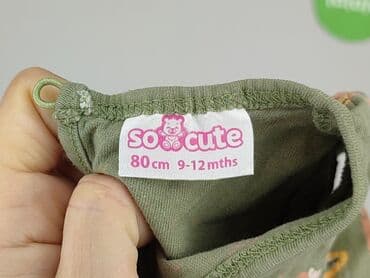 so cute
80 cm 9-12 mths